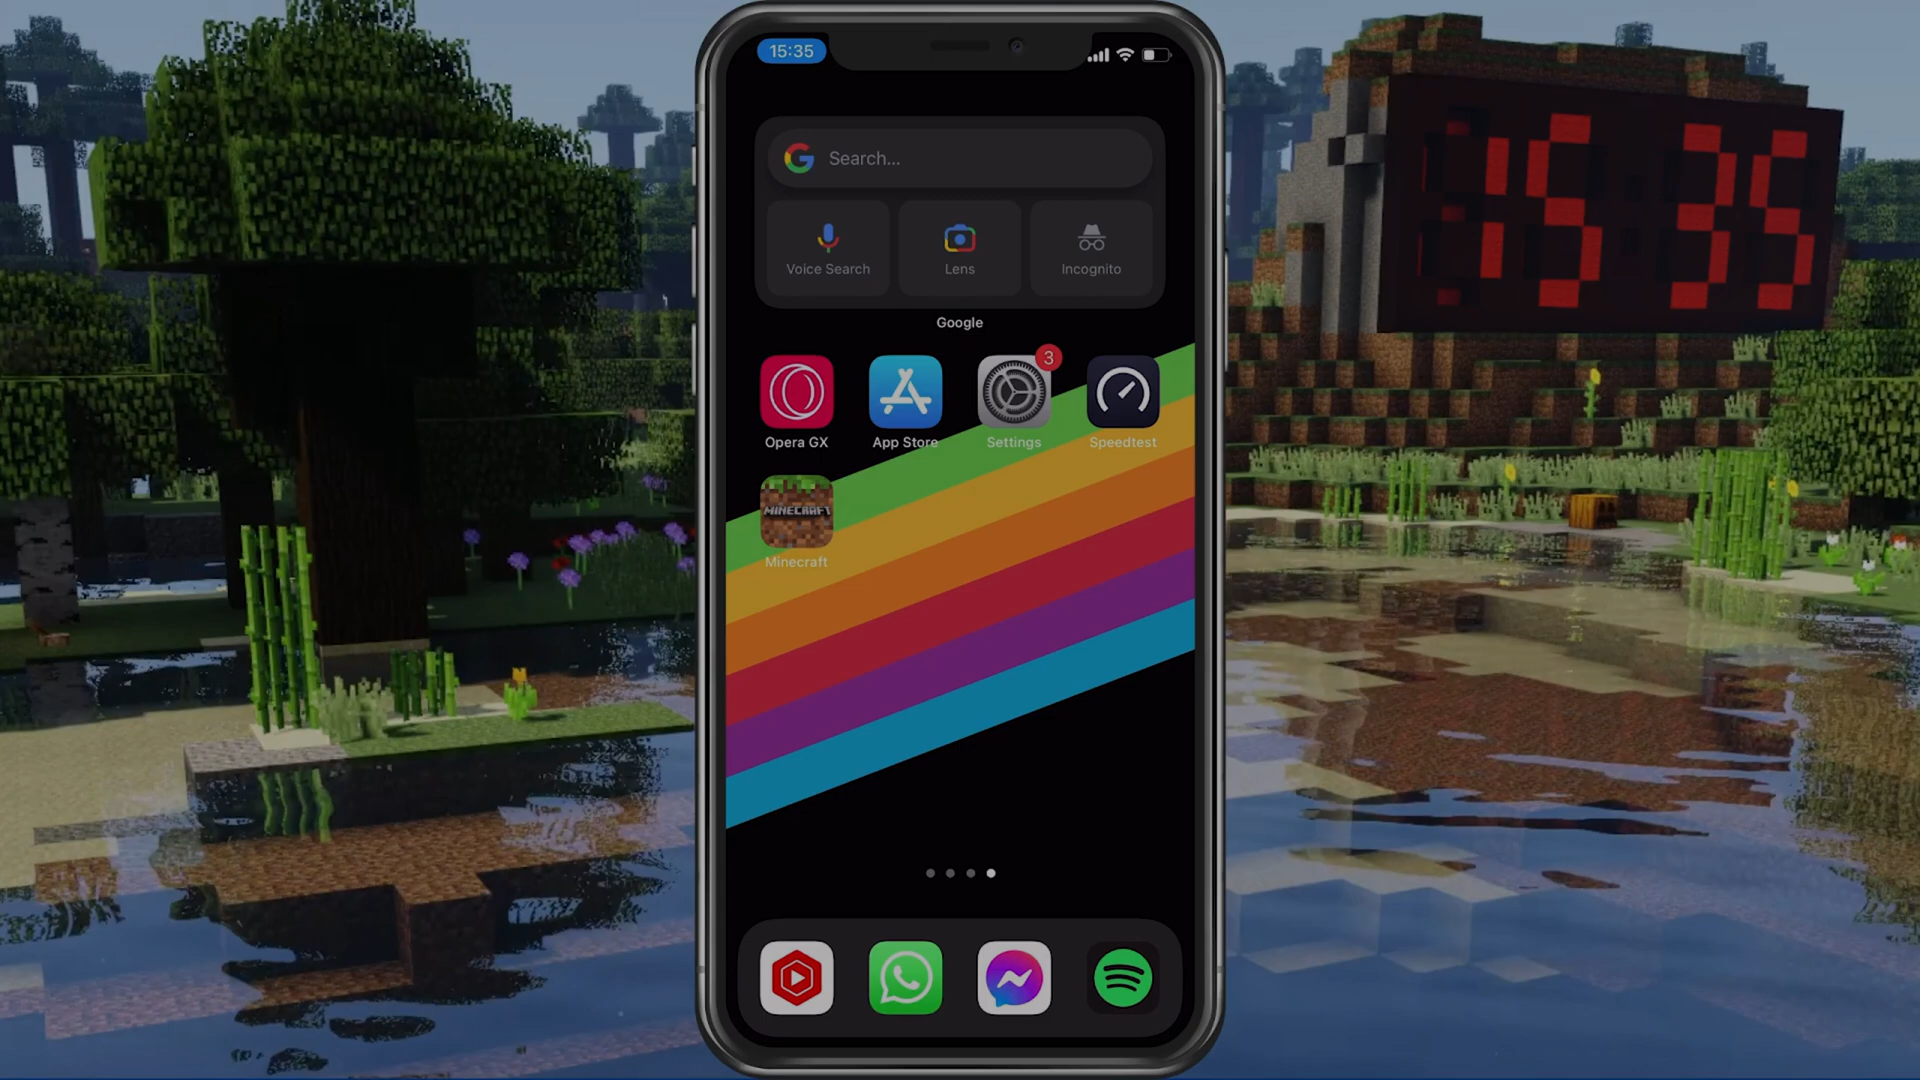 15:35
Search...
Voice Search
Lens
Incognito
Google
3
Opera GX
App Store
Settings
Speedtest
MINECRAFT
Minecraft
15 35